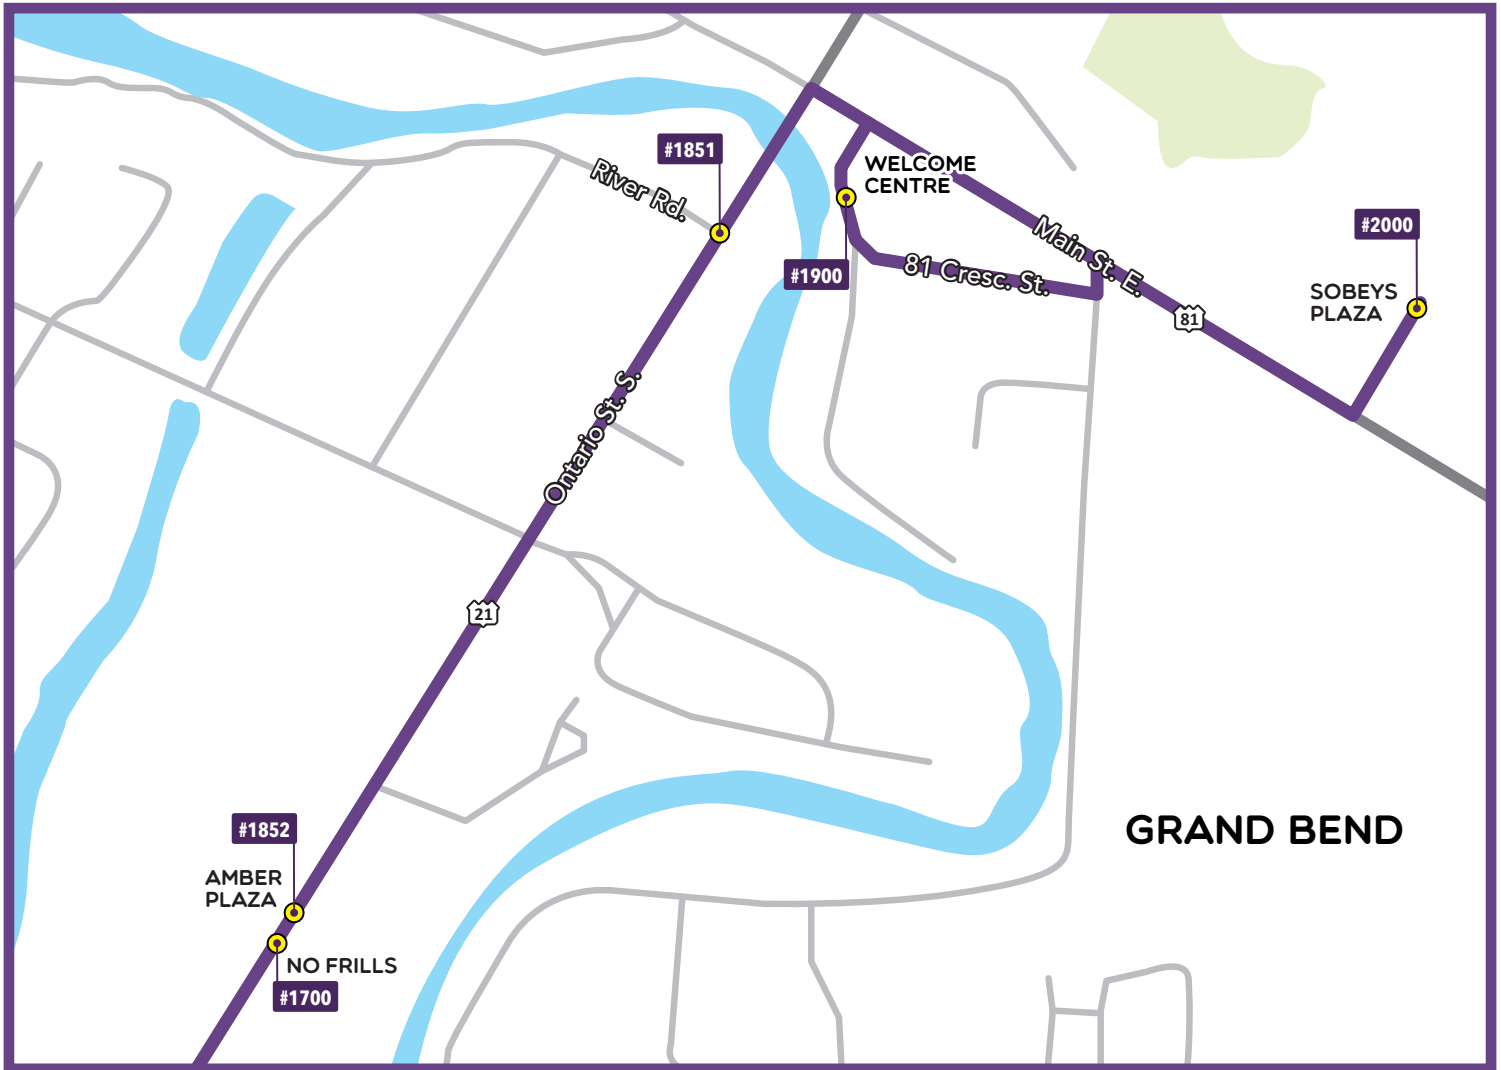 #1851
River Rd.
WELCOME
CENTRE
#1900
81 Cresc. St.
Main St. E.
81
#2000
SOBEYS
PLAZA
Ontario St. S.
21
#1852
AMBER
PLAZA
NO FRILLS
#1700
GRAND BEND